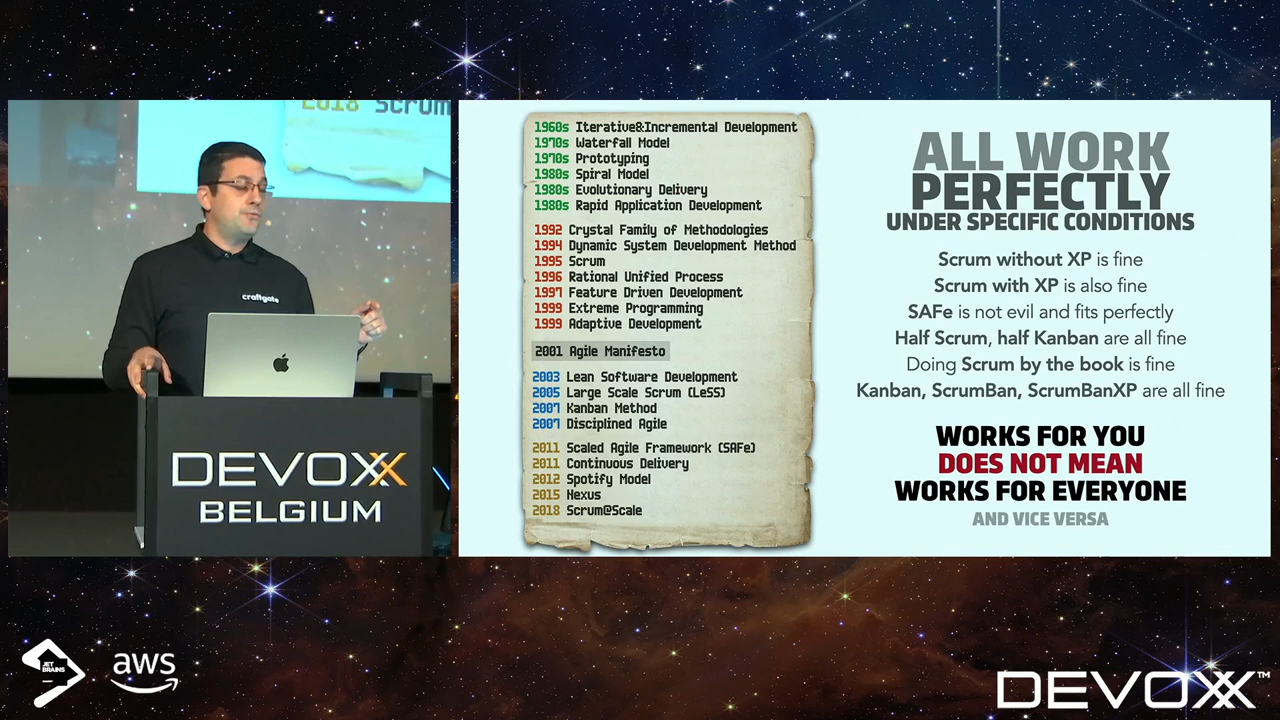 2018 Scrum
craftgate
DEVOXX
BELGIUM
1960s Iterative&Incremental Development
1970s Waterfall Model
1970s Prototyping
1980s Spiral Model
1980s Evolutionary Delivery
1980s Rapid Application Development
1992 Crystal Family of Methodologies
1994 Dynamic System Development Method
1995 Scrum
1996 Rational Unified Process
1997 Feature Driven Development
1999 Extreme Programming
1999 Adaptive Development
2001 Agile Manifesto
2003 Lean Software Development
2005 Large Scale Scrum (LeSS)
2007 Kanban Method
2007 Disciplined Agile
2011 Scaled Agile Framework (SAFe)
2011 Continuous Delivery
2012 Spotify Model
2015 Nexus
2018 Scrum@Scale
ALL WORK
PERFECTLY
UNDER SPECIFIC CONDITIONS
Scrum without XP is fine
Scrum with XP is also fine
SAFe is not evil and fits perfectly
Half Scrum, half Kanban are all fine
Doing Scrum by the book is fine
Kanban, ScrumBan, ScrumBanXP are all fine
WORKS FOR YOU
DOES NOT MEAN
WORKS FOR EVERYONE
AND VICE VERSA
JET
BRAINS
aws
DEVOXX™